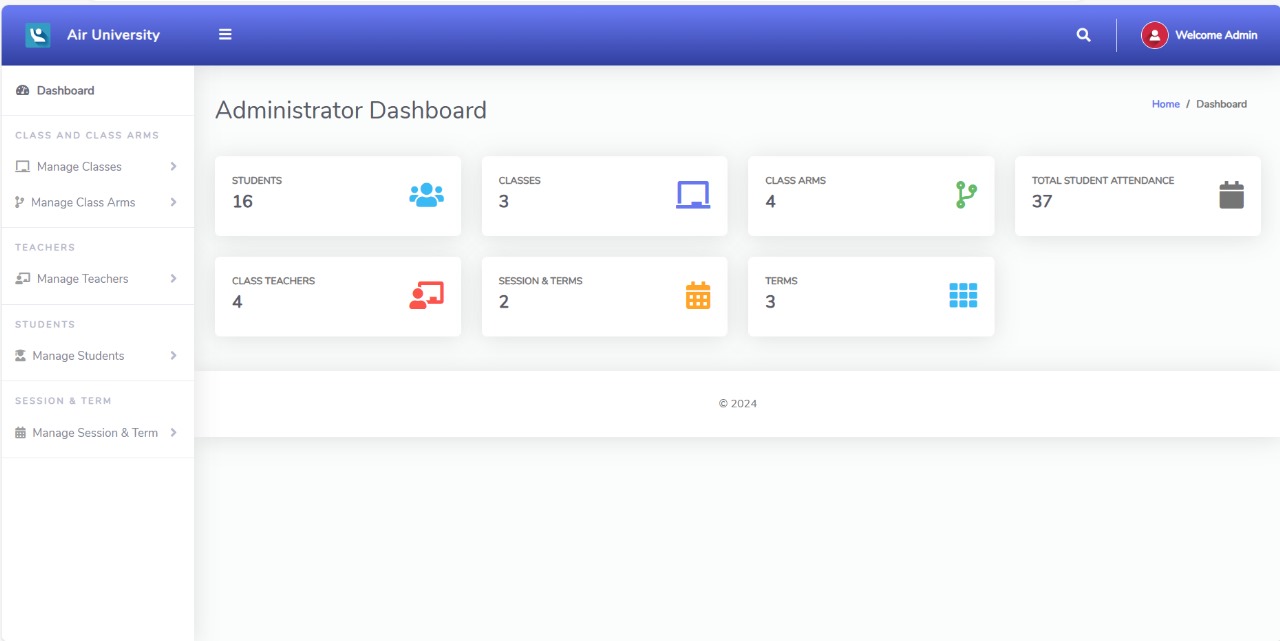 Air University
Welcome Admin
Dashboard
CLASS AND CLASS ARMS
Manage Classes
Manage Class Arms
TEACHERS
Manage Teachers
STUDENTS
Manage Students
SESSION & TERM
Manage Session & Term
Administrator Dashboard
Home / Dashboard
STUDENTS
16
CLASSES
3
CLASS ARMS
4
TOTAL STUDENT ATTENDANCE
37
CLASS TEACHERS
4
SESSION & TERMS
2
TERMS
3
© 2024